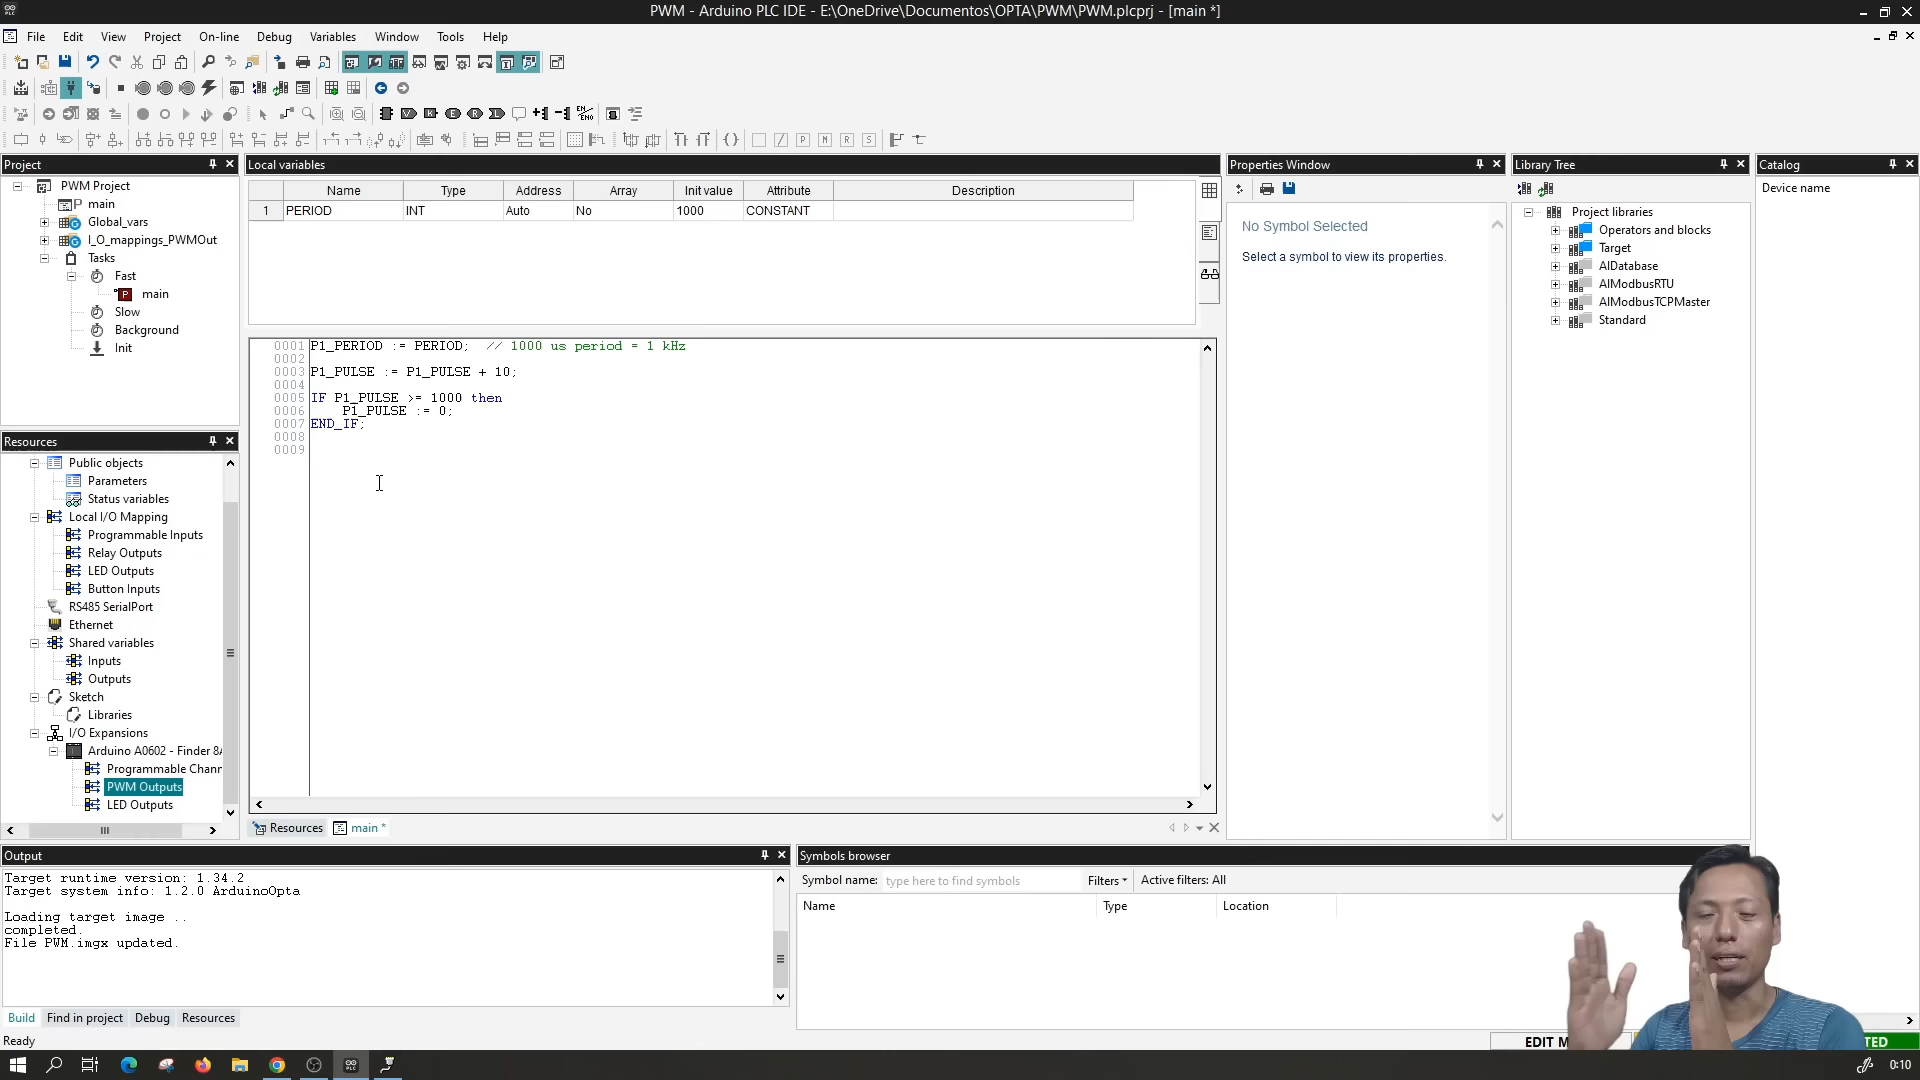 PWM - Arduino PLC IDE - E:\OneDrive\Documentos\OPTA\PWM\PWM.plcprj - [main *]
File Edit View Project On-line Debug Variables Window Tools Help
Project
PWM Project
main
Global_vars
I_O_mappings_PWMOut
Tasks
Fast
main
Slow
Background
Init
Resources
Public objects
Parameters
Status variables
Local I/O Mapping
Programmable Inputs
Relay Outputs
LED Outputs
Button Inputs
RS485 SerialPort
Ethernet
Shared variables
Inputs
Outputs
Sketch
Libraries
I/O Expansions
Arduino A0602 - Finder 8A
Programmable Chann
PWM Outputs
LED Outputs
Local variables
Name Type Address Array Init value Attribute Description
1 PERIOD INT Auto No 1000 CONSTANT
0001 P1_PERIOD := PERIOD; // 1000 us period = 1 kHz
0002
0003 P1_PULSE := P1_PULSE + 10;
0004
0005 IF P1_PULSE >= 1000 then
0006 P1_PULSE := 0;
0007 END_IF;
0008
0009
Resources main *
Properties Window
No Symbol Selected
Select a symbol to view its properties.
Library Tree
Project libraries
Operators and blocks
Target
AlDatabase
AlModbusRTU
AlModbusTCPMaster
Standard
Catalog
Device name
Output
Target runtime version: 1.34.2
Target system info: 1.2.0 ArduinoOpta
Loading target image ..
completed.
File PWM.imgx updated.
Build Find in project Debug Resources
Symbols browser
Symbol name: type here to find symbols Filters Active filters: All
Name Type Location
Ready
EDIT M
TED
0:10